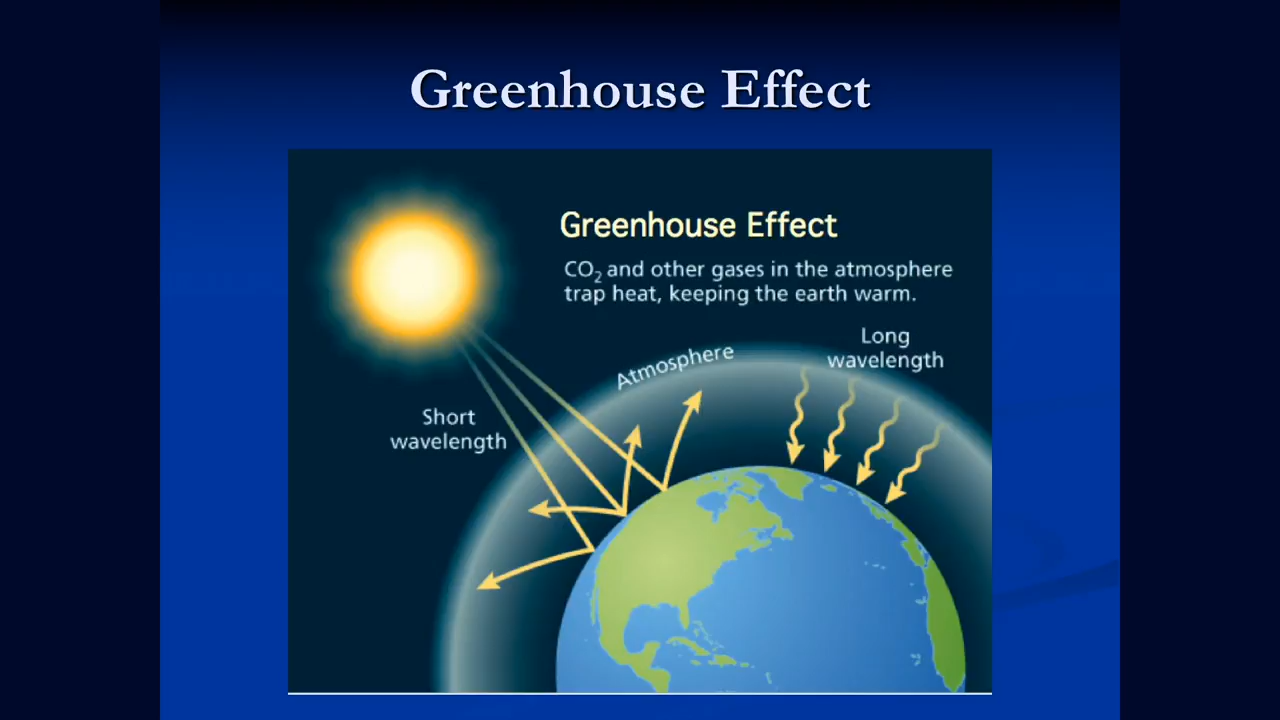 Greenhouse Effect
Greenhouse Effect
CO₂ and other gases in the atmosphere
trap heat, keeping the earth warm.
Long
wavelength
Atmosphere
Short
wavelength